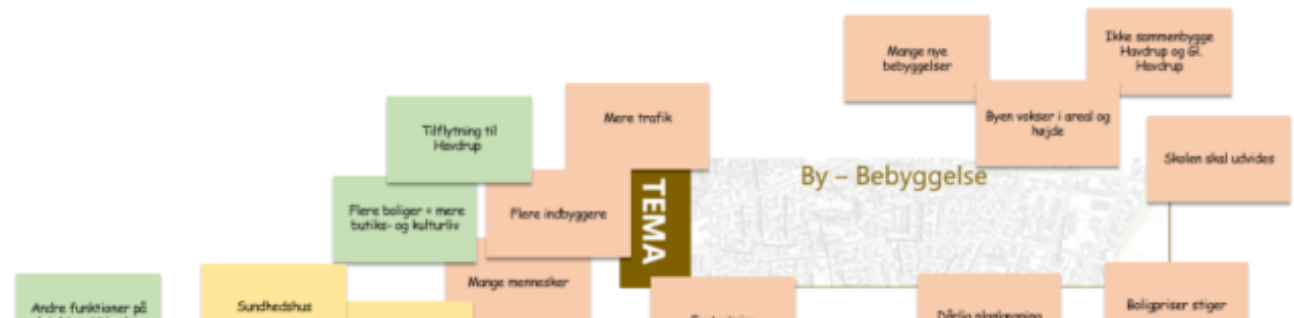 Mange nye
bebyggelser
Ikke sammenbygge
Havdrup og Gl.
Havdrup
Byen vokser i areal og
højde
Mere trafik
Tilflytning til
Havdrup
Skolen skal udvides
By – Bebyggelse
TEMA
Flere boliger = mere
butiks- og kulturliv
Flere indbyggere
Mange mennesker
Sundhedshus
Andre funktioner på
Boligpriser stiger
Dårlig